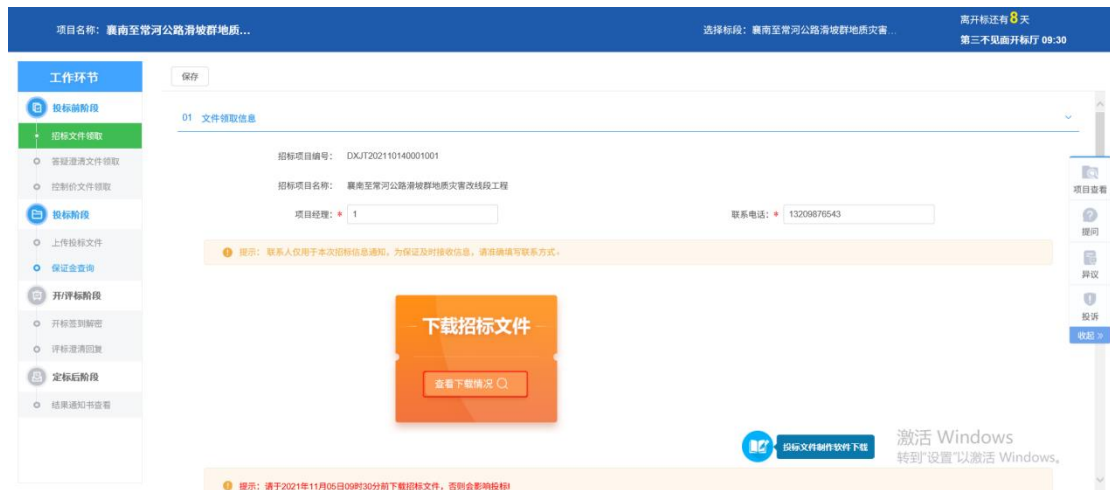 项目名称：襄南至常河公路滑坡群地质...
选择标段：襄南至常河公路滑坡群地质灾害...
离开标还有8天
第三不见面开标厅 09:30
工作环节
保存
投标前阶段
01 文件领取信息
招标文件领取
答疑澄清文件领取
控制价文件领取
投标阶段
上传投标文件
保证金查询
开/评标阶段
开标签到解密
评标澄清回复
定标后阶段
结果通知书查看
招标项目编号： DXJT202110140001001
招标项目名称： 襄南至常河公路滑坡群地质灾害改线段工程
项目经理：* 1
联系电话：* 13209876543
提示： 联系人仅用于本次招标信息通知，为保证及时接收信息，请准确填写联系方式。
下载招标文件
查看下载情况
投标文件制作软件下载
提示：请于2021年11月05日09时30分前下载招标文件，否则会影响投标!
项目查看
提问
异议
投诉
收起 »
激活 Windows
转到"设置"以激活 Windows。